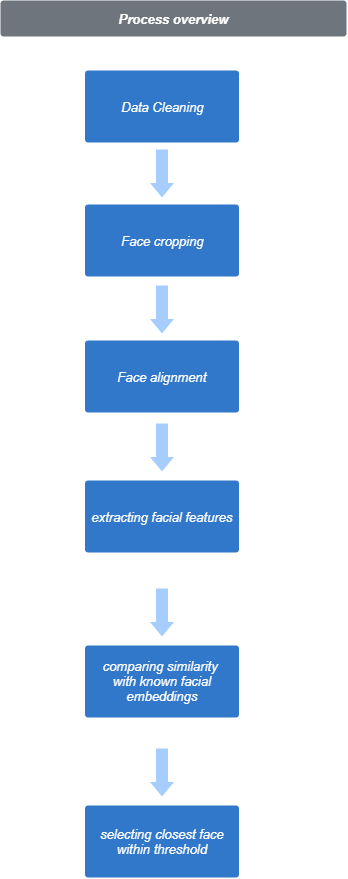 Process overview
Data Cleaning
Face cropping
Face alignment
extracting facial features
comparing similarity
with known facial
embeddings
selecting closest face
within threshold